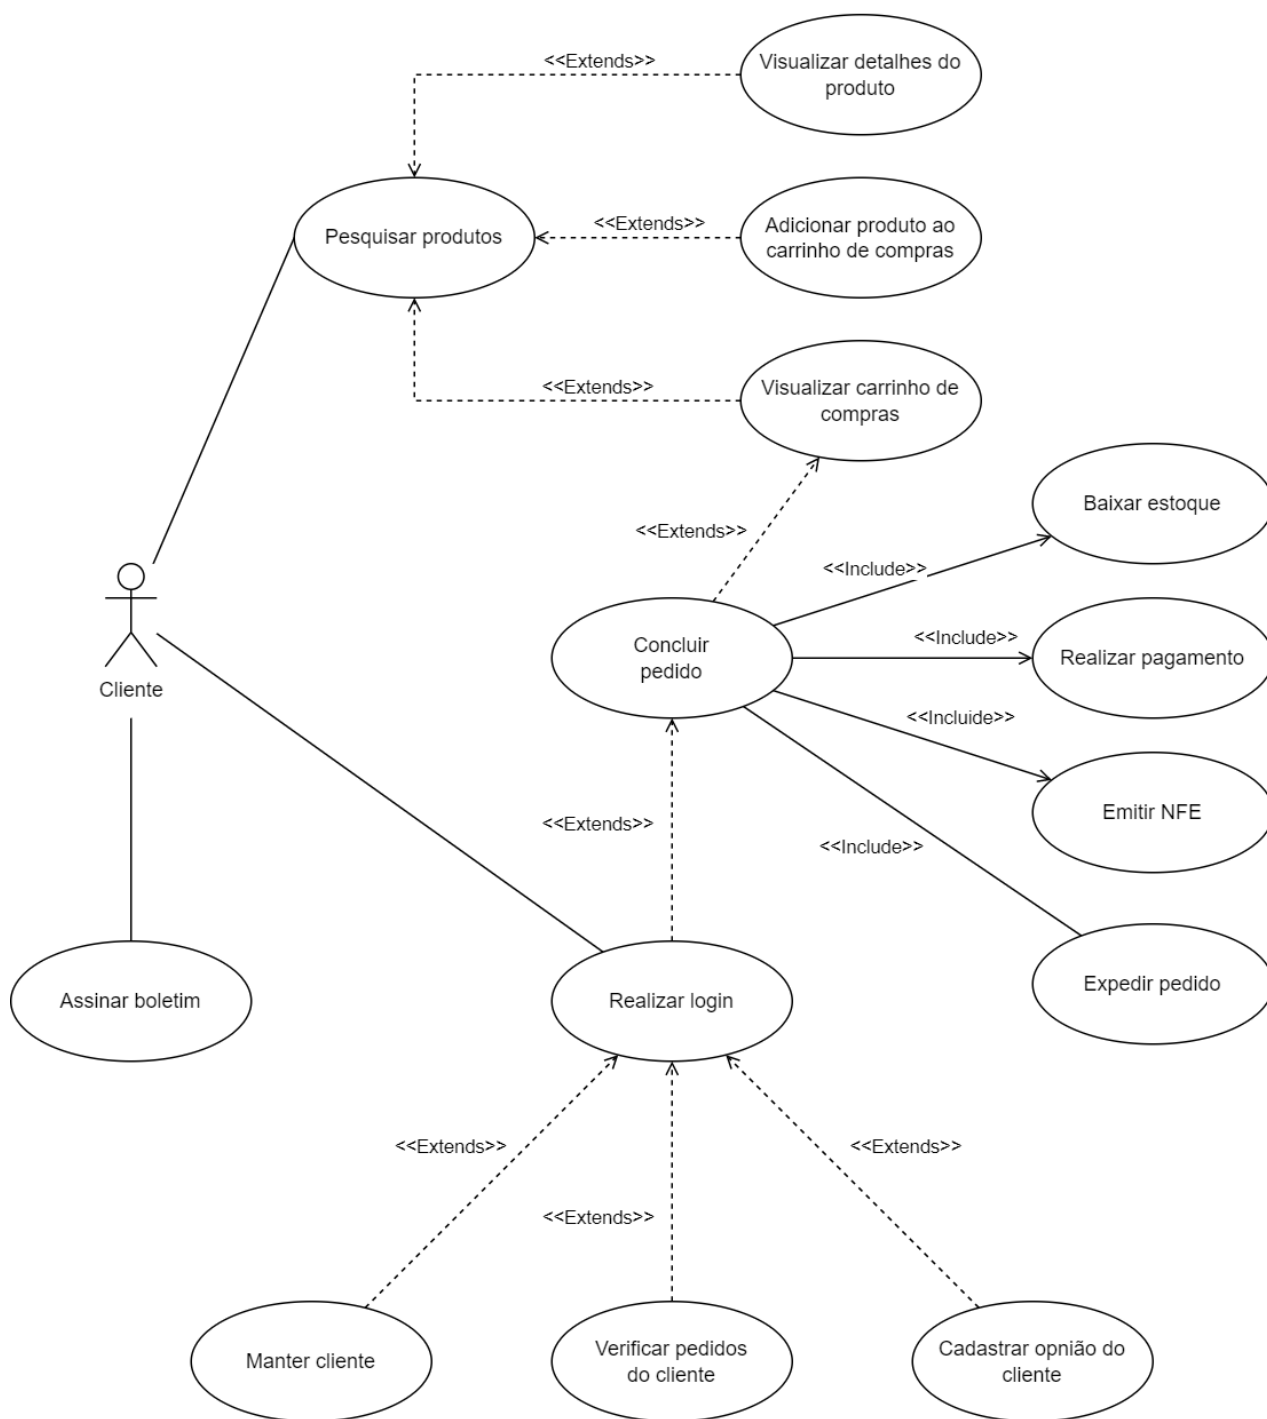 <<Extends>>
Visualizar detalhes do
produto
Pesquisar produtos
<<Extends>>
Adicionar produto ao
carrinho de compras
<<Extends>>
Visualizar carrinho de
compras
<<Extends>>
Baixar estoque
<<Include>>
Concluir
pedido
<<Include>>
Realizar pagamento
Cliente
<<Incluide>>
Emitir NFE
<<Extends>>
<<Include>>
Expedir pedido
Assinar boletim
Realizar login
<<Extends>>
<<Extends>>
<<Extends>>
Manter cliente
Verificar pedidos
do cliente
Cadastrar opnião do
cliente